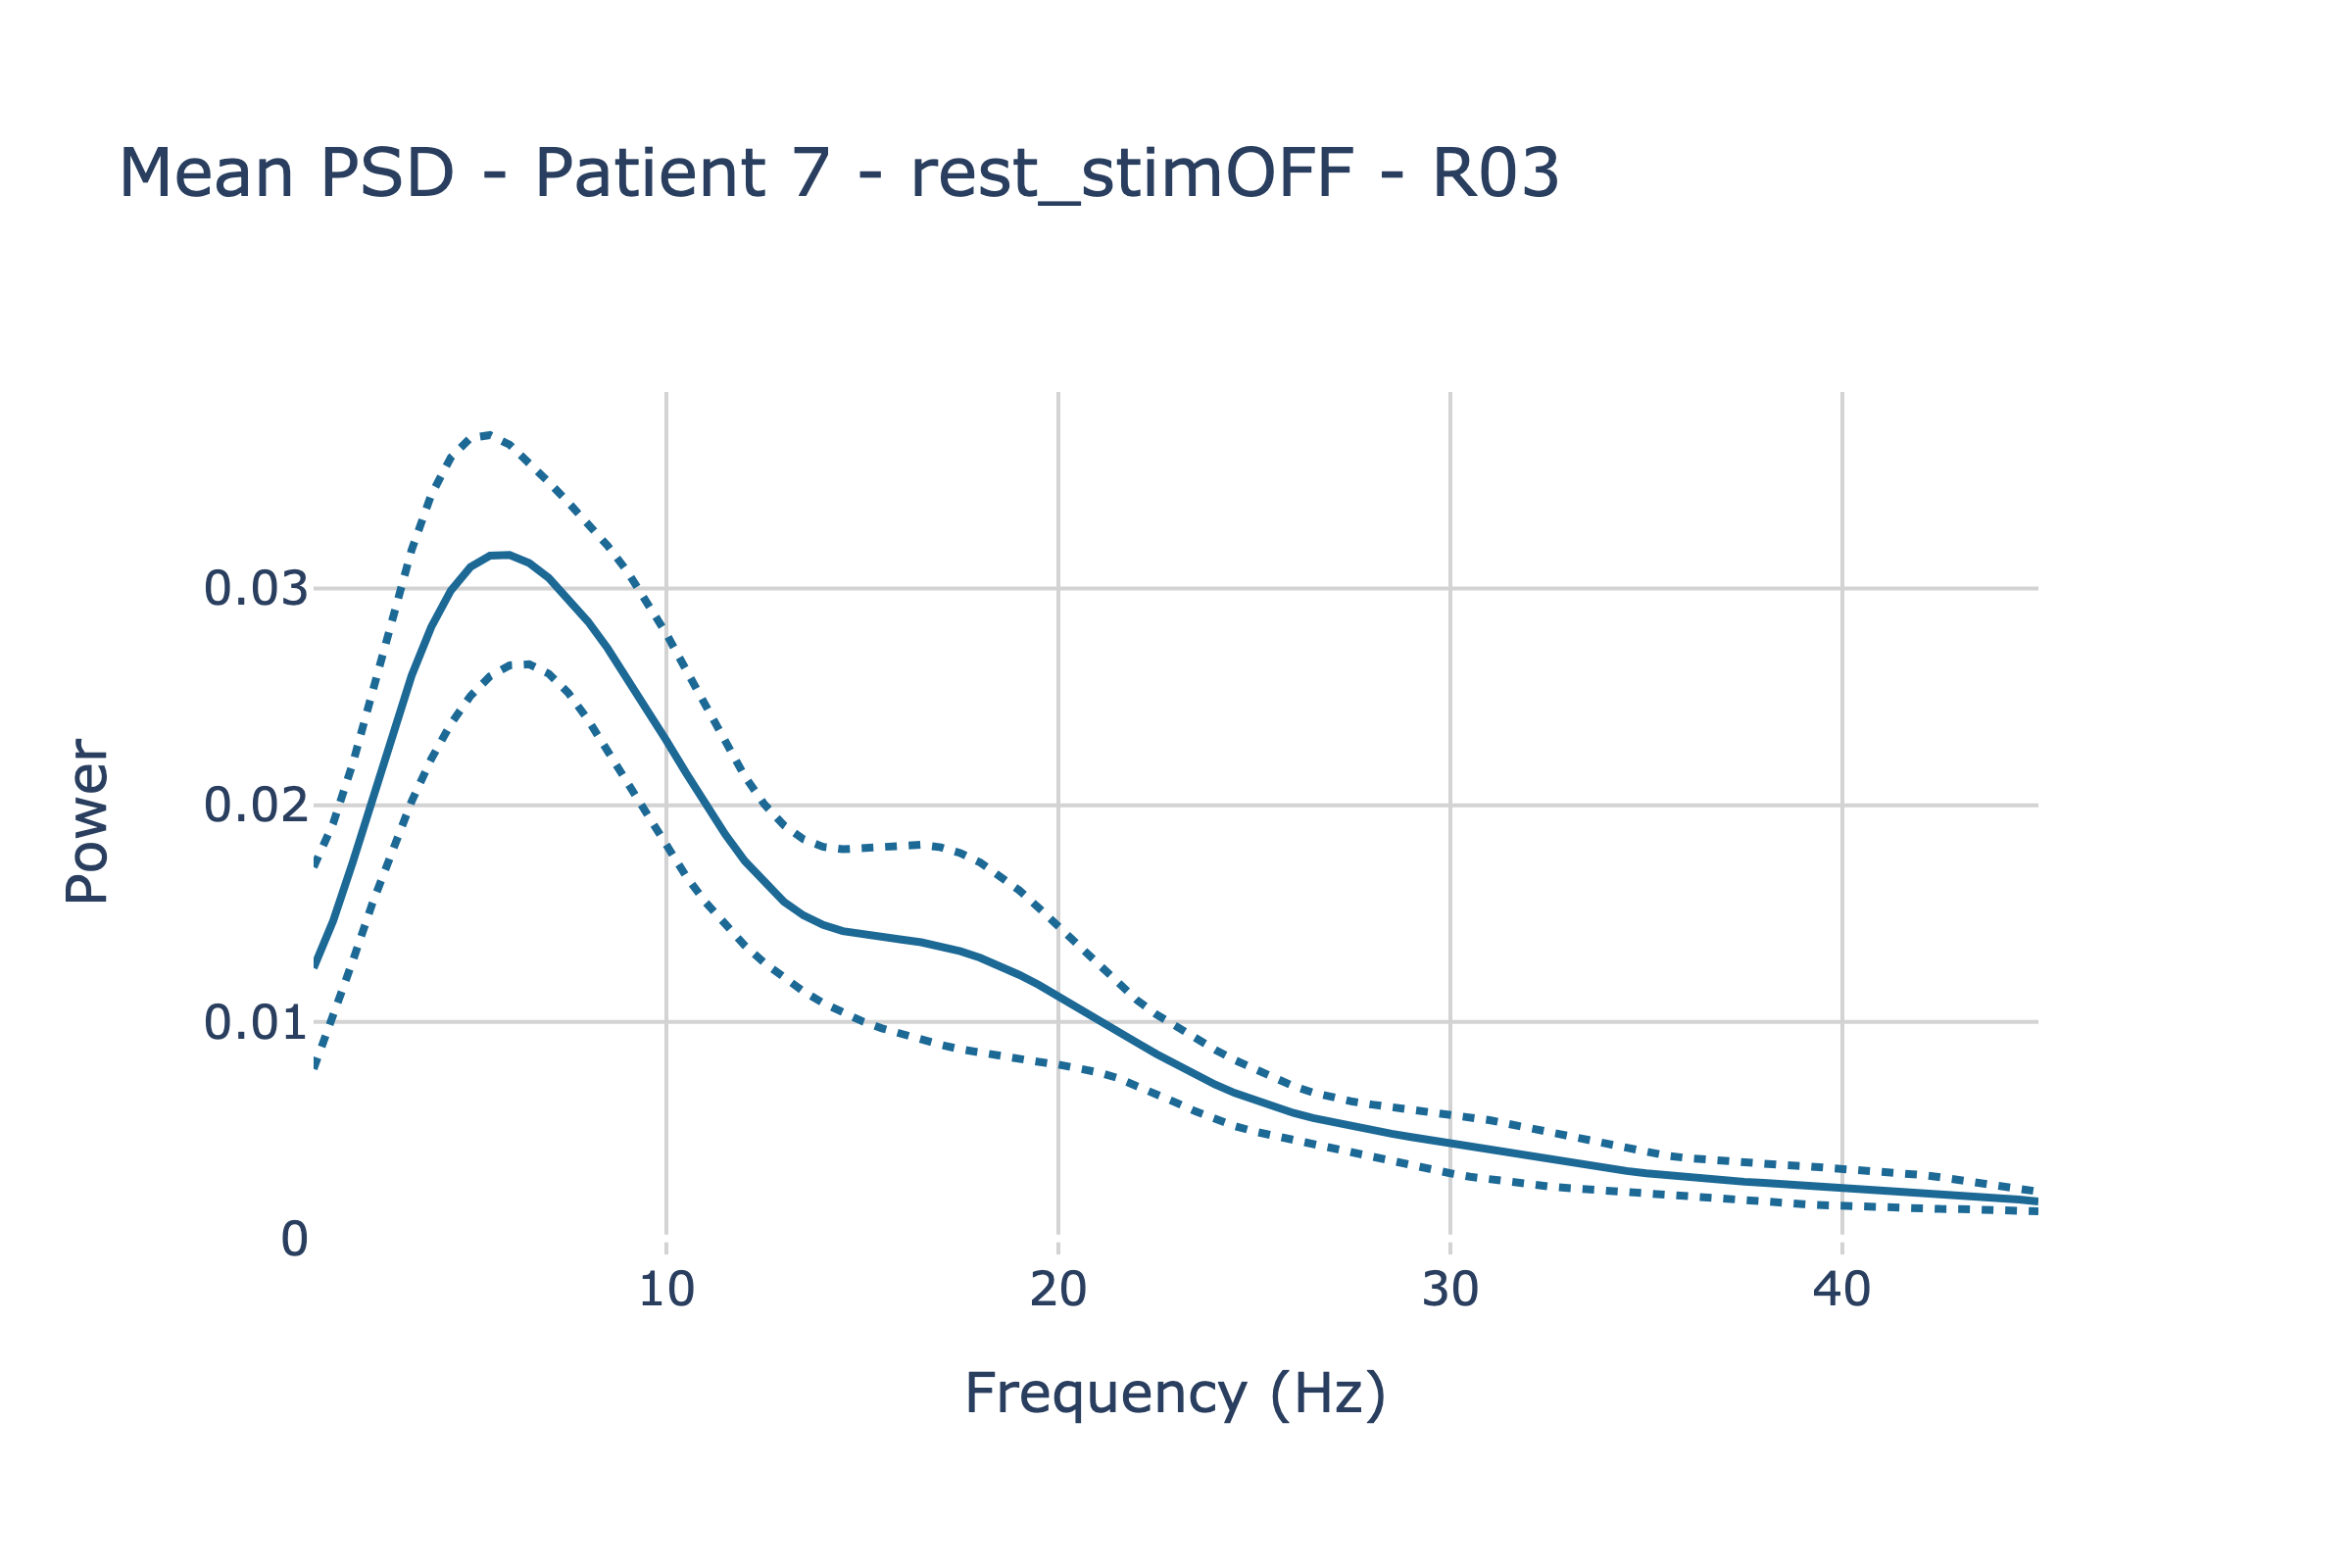 Mean PSD - Patient 7 - rest_stimOFF - R03
Power
0.03
0.02
0.01
0
10 20 30 40
Frequency (Hz)